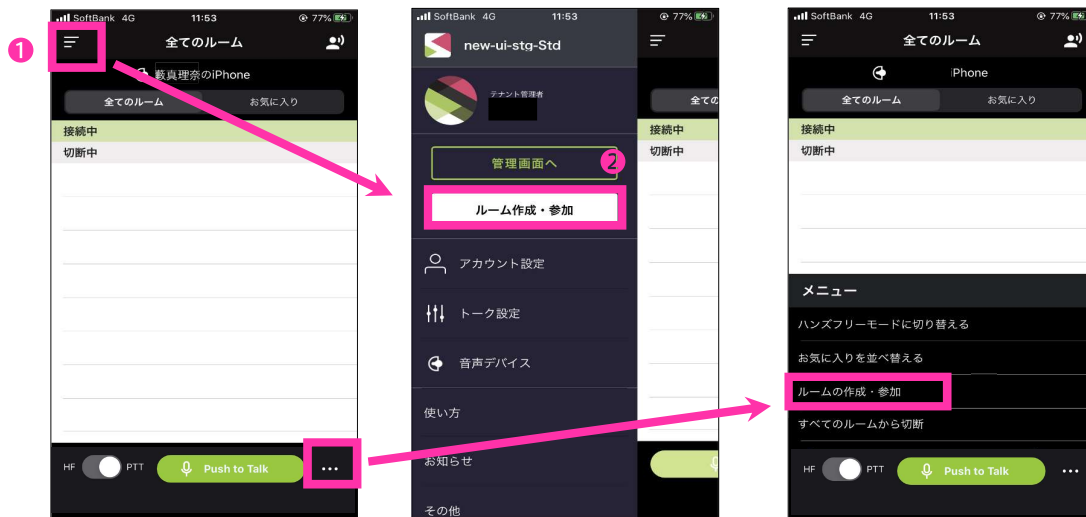 SoftBank 4G 11:53 77%
❶
全てのルーム
藪真理奈のiPhone
全てのルーム お気に入り
接続中
切断中
HF PTT Push to Talk ...
SoftBank 4G 11:53 77%
new-ui-stg-Std
テナント管理者
管理画面へ
❷
ルーム作成・参加
アカウント設定
トーク設定
音声デバイス
使い方
お知らせ
その他
全ての
接続中
切断中
SoftBank 4G 11:53 77%
全てのルーム
iPhone
全てのルーム お気に入り
接続中
切断中
メニュー
ハンズフリーモードに切り替える
お気に入りを並べ替える
ルームの作成・参加
すべてのルームから切断
HF PTT Push to Talk ...